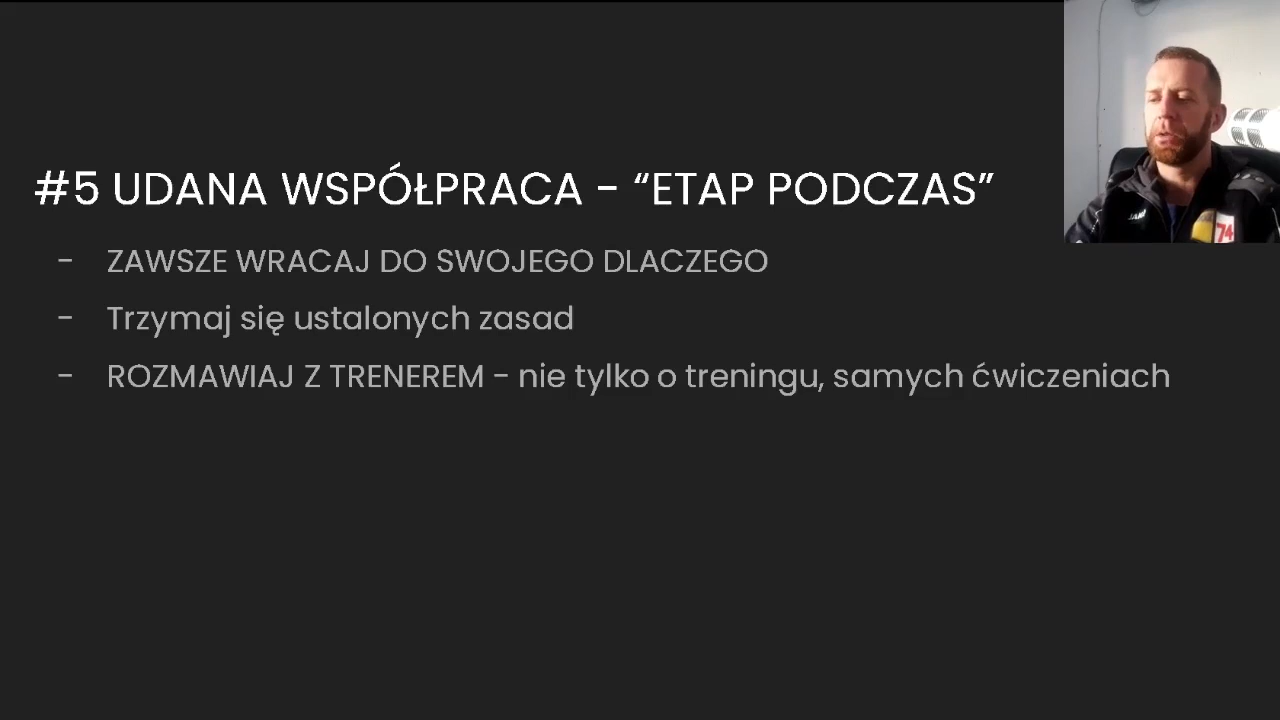 #5 UDANA WSPÓŁPRACA - “ETAP PODCZAS”
- ZAWSZE WRACAJ DO SWOJEGO DLACZEGO
- Trzymaj się ustalonych zasad
- ROZMAWIAJ Z TRENEREM - nie tylko o treningu, samych ćwiczeniach
74